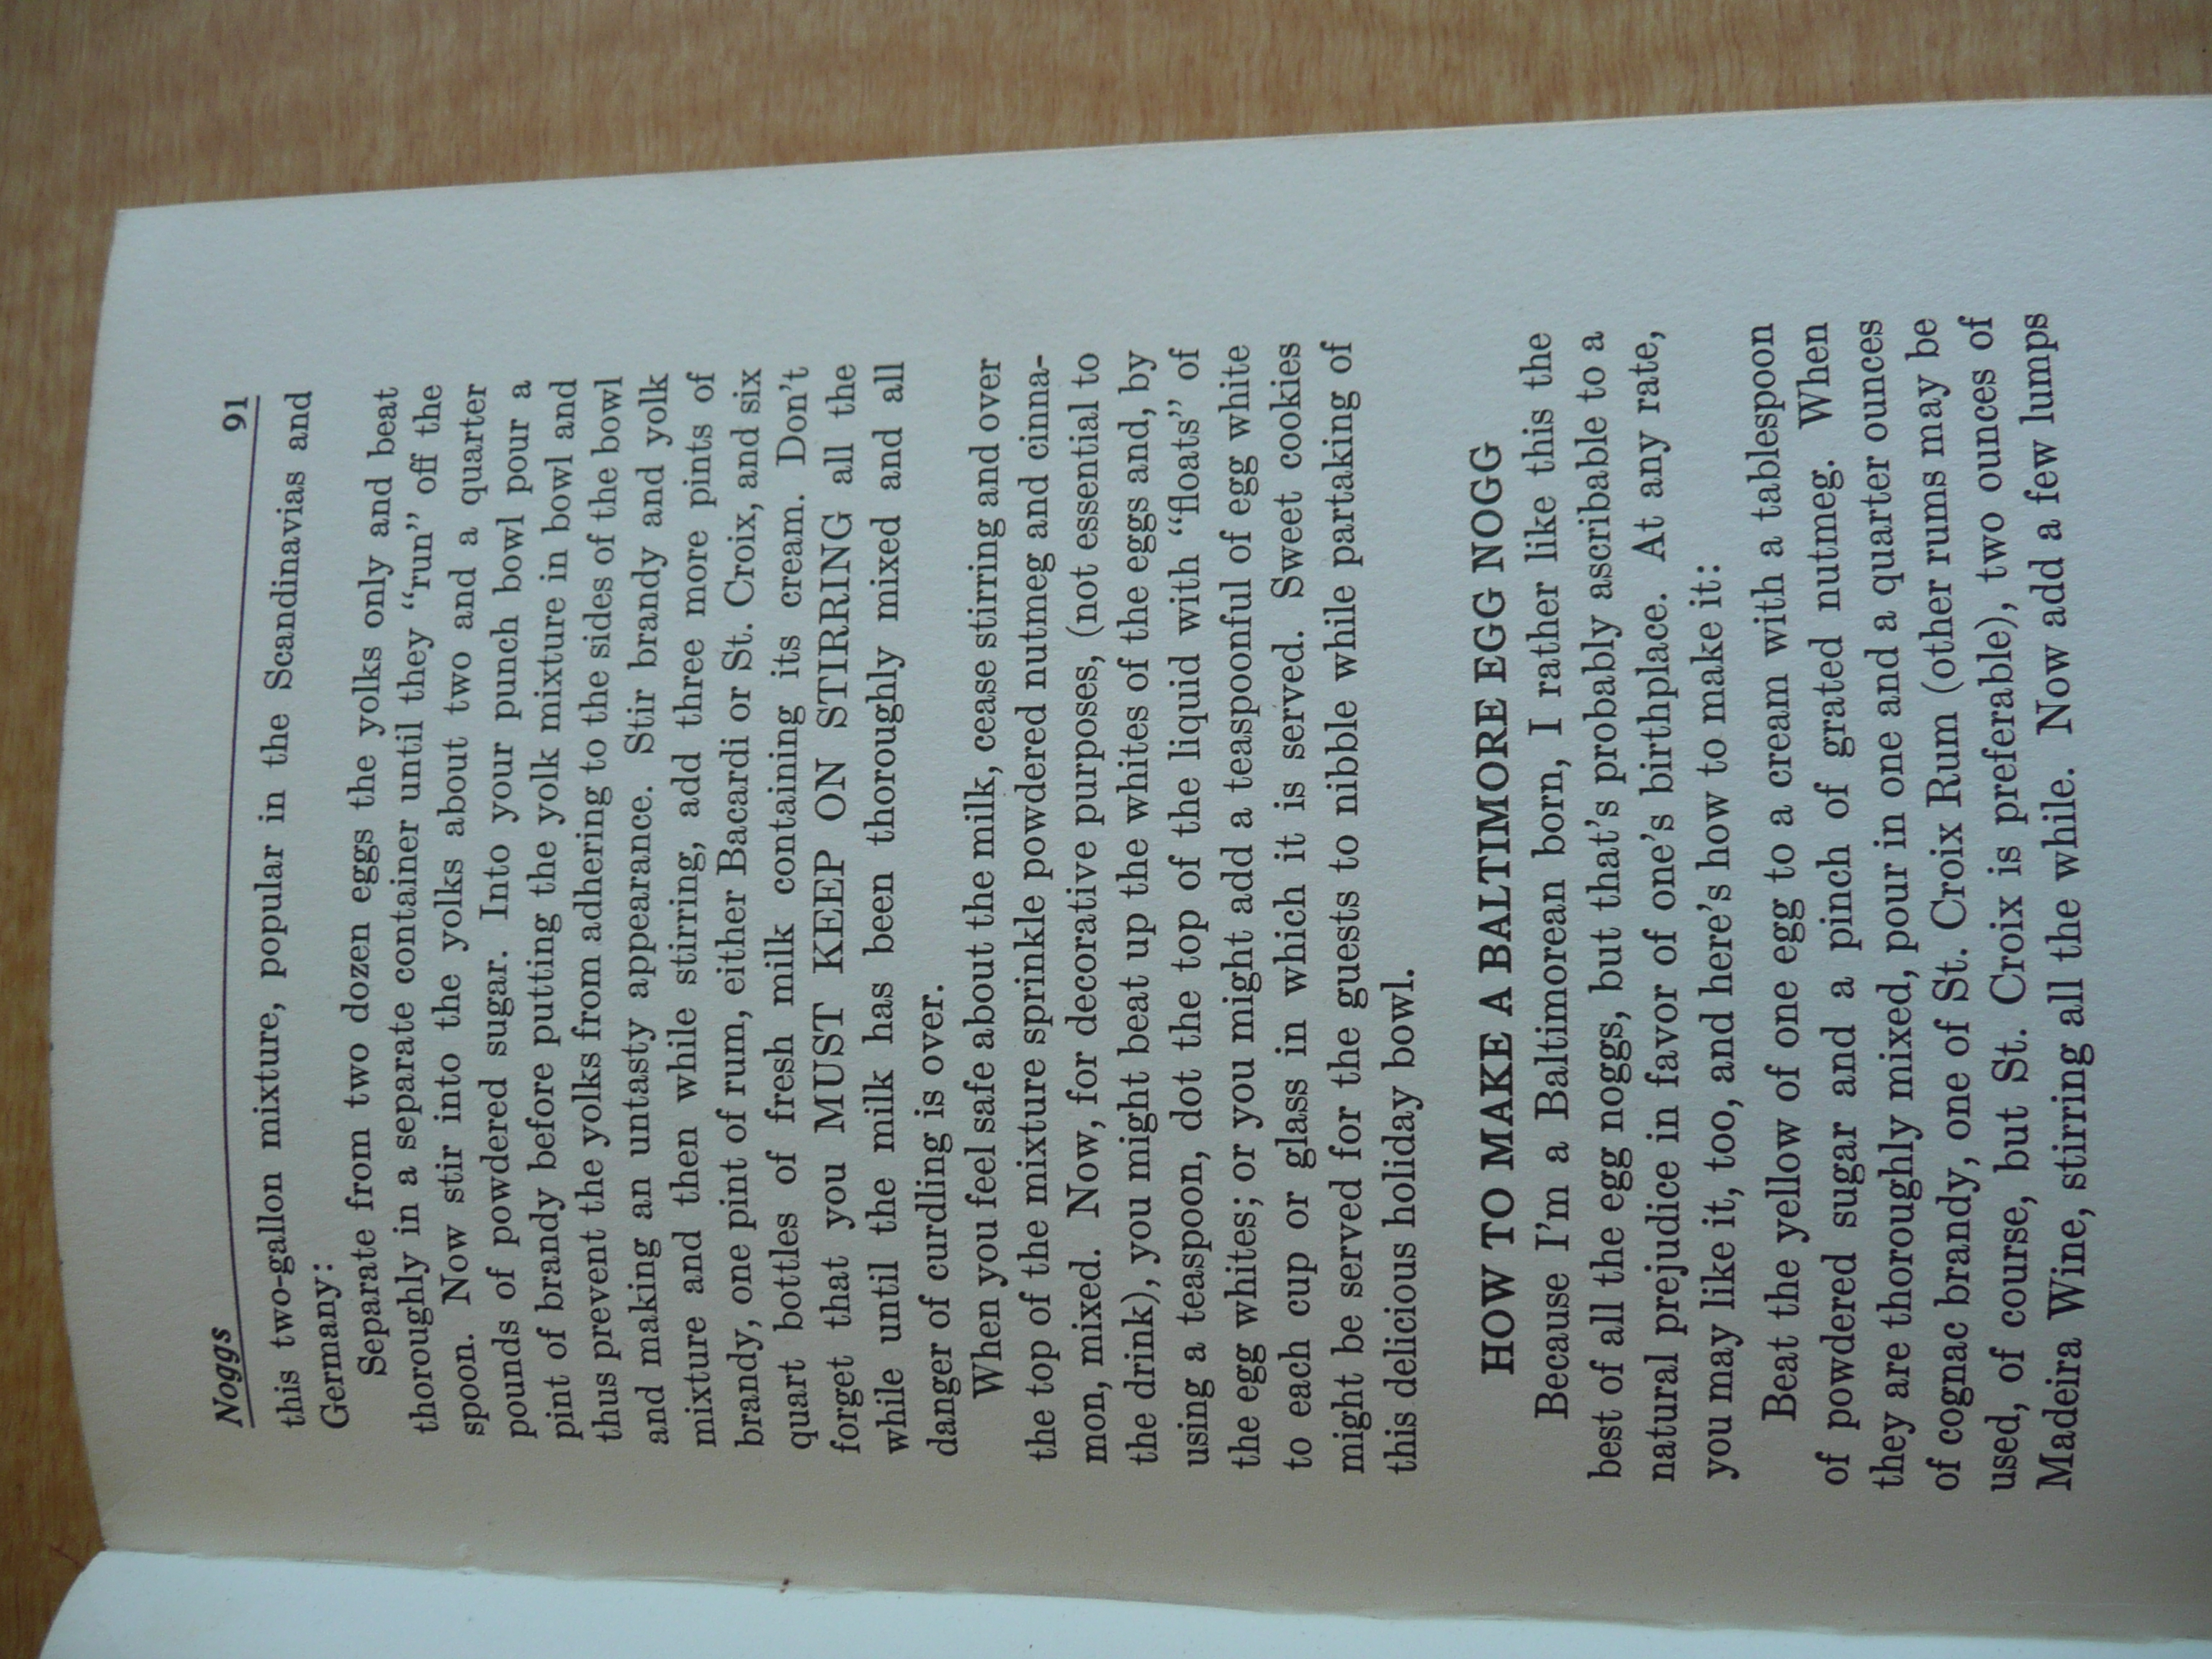 Noggs 91
this two-gallon mixture, popular in the Scandinavias and
Germany:
Separate from two dozen eggs the yolks only and beat
thoroughly in a separate container until they “run” off the
spoon. Now stir into the yolks about two and a quarter
pounds of powdered sugar. Into your punch bowl pour a
pint of brandy before putting the yolk mixture in bowl and
thus prevent the yolks from adhering to the sides of the bowl
and making an untasty appearance. Stir brandy and yolk
mixture and then while stirring, add three more pints of
brandy, one pint of rum, either Bacardi or St. Croix, and six
quart bottles of fresh milk containing its cream. Don’t
forget that you MUST KEEP ON STIRRING all the
while until the milk has been thoroughly mixed and all
danger of curdling is over.
When you feel safe about the milk, cease stirring and over
the top of the mixture sprinkle powdered nutmeg and cinna-
mon, mixed. Now, for decorative purposes, (not essential to
the drink), you might beat up the whites of the eggs and, by
using a teaspoon, dot the top of the liquid with “floats” of
the egg whites; or you might add a teaspoonful of egg white
to each cup or glass in which it is served. Sweet cookies
might be served for the guests to nibble while partaking of
this delicious holiday bowl.
HOW TO MAKE A BALTIMORE EGG NOGG
Because I’m a Baltimorean born, I rather like this the
best of all the egg noggs, but that’s probably ascribable to a
natural prejudice in favor of one’s birthplace. At any rate,
you may like it, too, and here’s how to make it:
Beat the yellow of one egg to a cream with a tablespoon
of powdered sugar and a pinch of grated nutmeg. When
they are thoroughly mixed, pour in one and a quarter ounces
of cognac brandy, one of St. Croix Rum (other rums may be
used, of course, but St. Croix is preferable), two ounces of
Madeira Wine, stirring all the while. Now add a few lumps